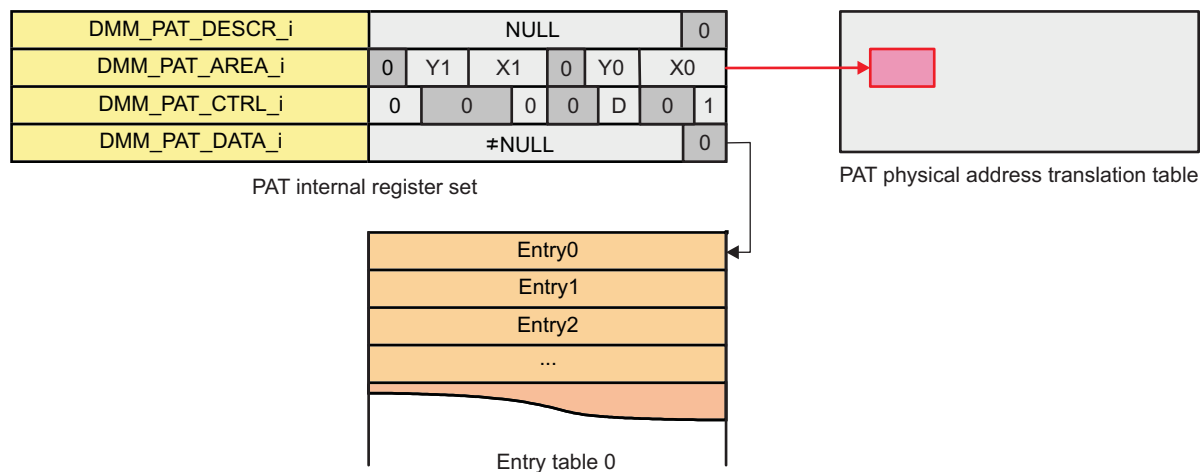 DMM_PAT_DESCR_i NULL 0
DMM_PAT_AREA_i 0 Y1 X1 0 Y0 X0
DMM_PAT_CTRL_i 0 0 0 0 D 0 1
DMM_PAT_DATA_i ≠NULL 0
PAT internal register set
PAT physical address translation table
Entry0
Entry1
Entry2
...
Entry table 0